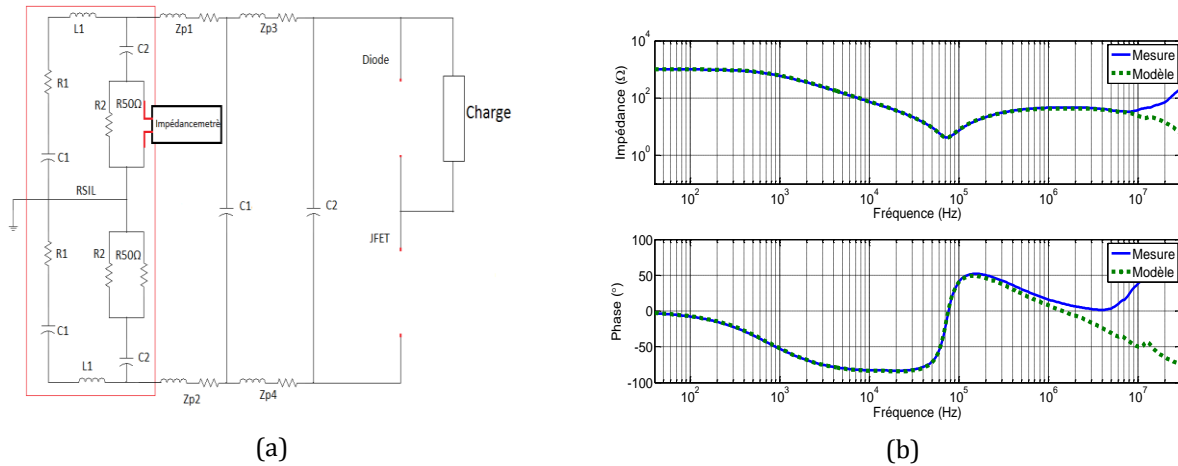 L1
Zp1
Zp3
C2
R1
R2
R50Ω
Impédancemetrè
Diode
Charge
C1
RSIL
C1
C2
JFET
R1
R2
R50Ω
C1
C2
L1
Zp2
Zp4
(a)
Impédance (Ω)
10⁴
10²
10⁰
10² 10³ 10⁴ 10⁵ 10⁶ 10⁷
Fréquence (Hz)
Mesure
Modèle
Phase (°)
100
50
0
-50
-100
10² 10³ 10⁴ 10⁵ 10⁶ 10⁷
Fréquence (Hz)
Mesure
Modèle
(b)